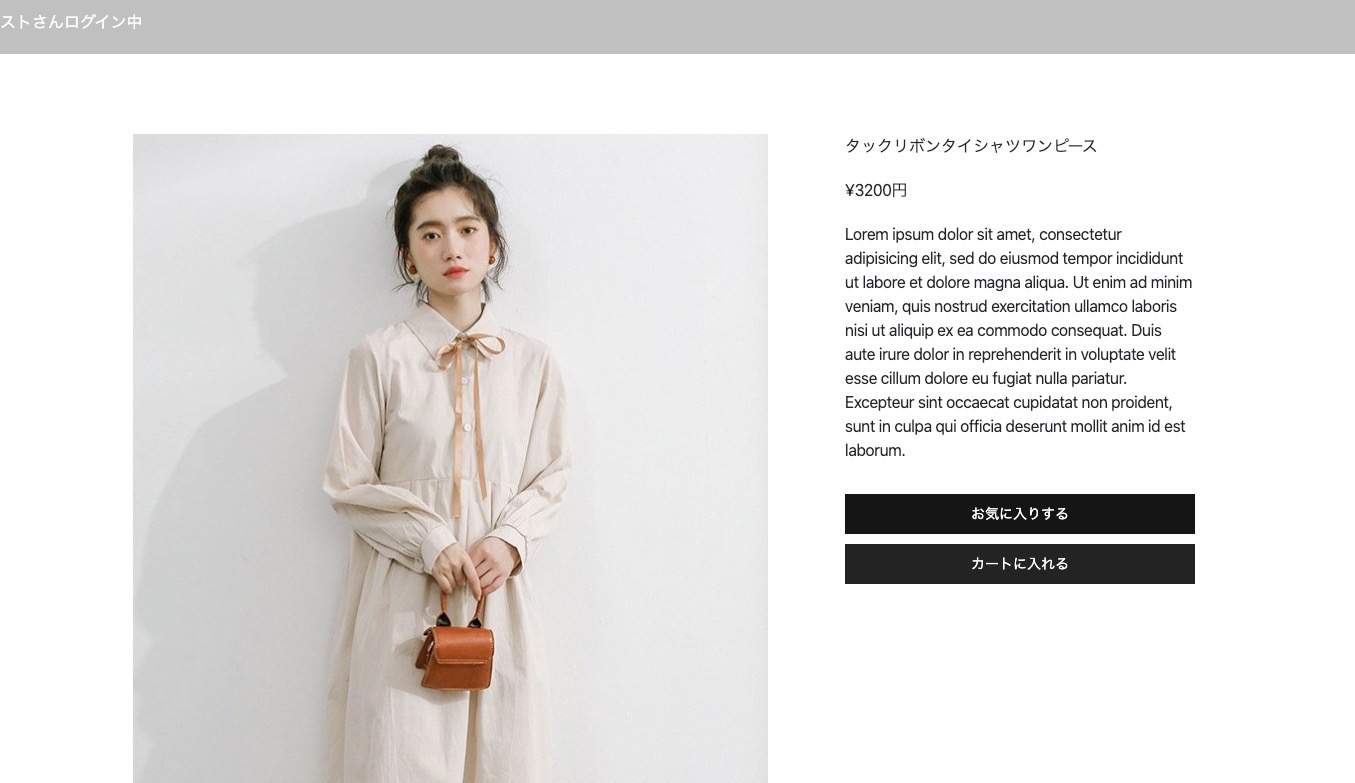 ストさんログイン中
タックリボンタイシャツワンピース
¥3200円
Lorem ipsum dolor sit amet, consectetur
adipisicing elit, sed do eiusmod tempor incididunt
ut labore et dolore magna aliqua. Ut enim ad minim
veniam, quis nostrud exercitation ullamco laboris
nisi ut aliquip ex ea commodo consequat. Duis
aute irure dolor in reprehenderit in voluptate velit
esse cillum dolore eu fugiat nulla pariatur.
Excepteur sint occaecat cupidatat non proident,
sunt in culpa qui officia deserunt mollit anim id est
laborum.
お気に入りする
カートに入れる